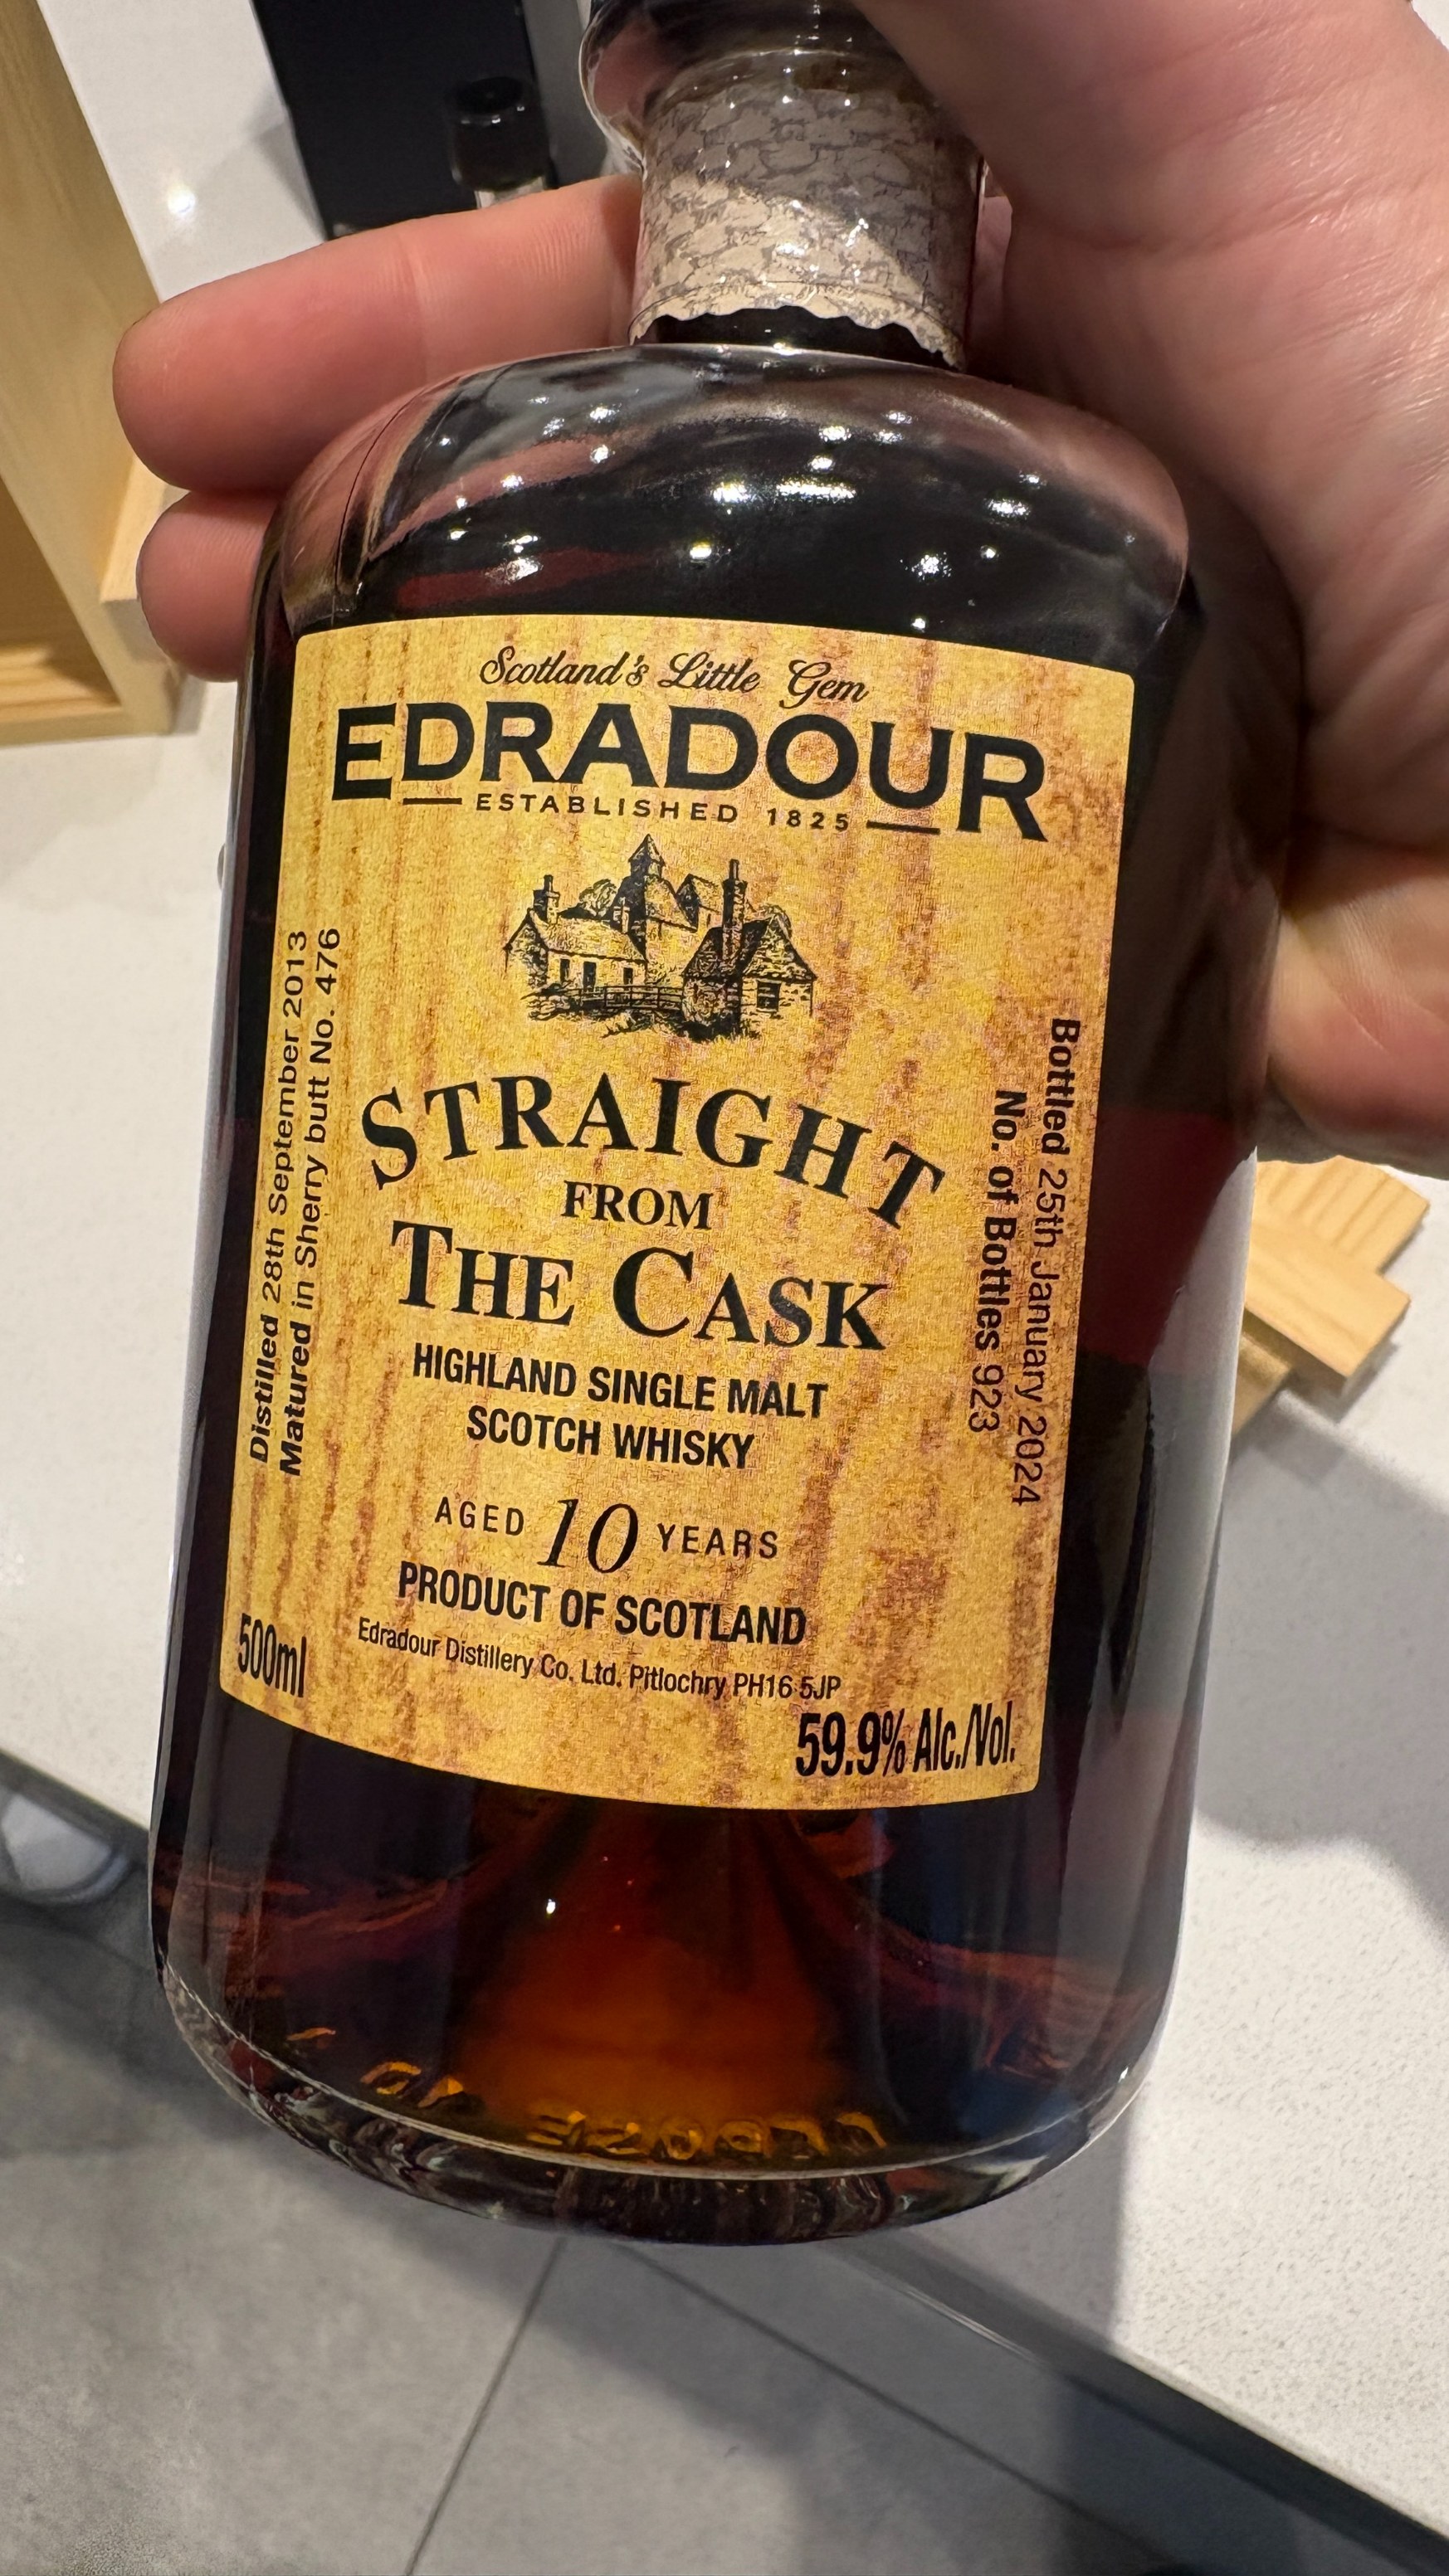 Scotland's Little Gem
EDRADOUR
ESTABLISHED 1825
Distilled 28th September 2013
Matured in Sherry butt No. 476
Bottled 25th January 2024
No. of Bottles 923
STRAIGHT
FROM
THE CASK
HIGHLAND SINGLE MALT
SCOTCH WHISKY
AGED 10 YEARS
PRODUCT OF SCOTLAND
Edradour Distillery Co. Ltd. Pitlochry PH16 5JP
500ml
59.9% Alc./Vol.